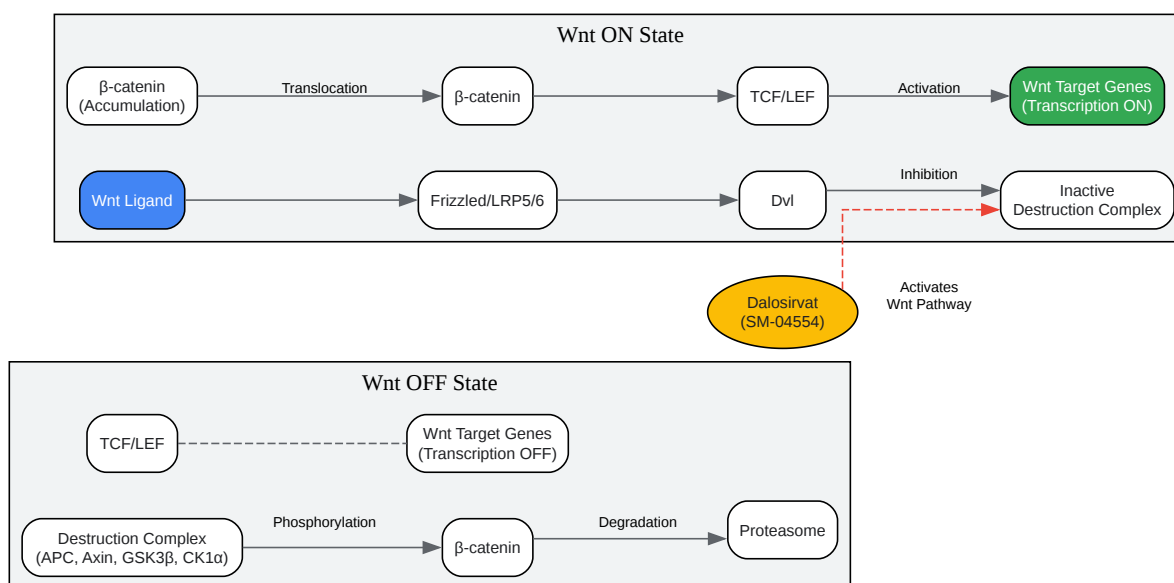 Wnt ON State
β-catenin
(Accumulation)
Translocation
β-catenin
TCF/LEF
Activation
Wnt Target Genes
(Transcription ON)
Wnt Ligand
Frizzled/LRP5/6
Dvl
Inhibition
Inactive
Destruction Complex
Dalosirvat
(SM-04554)
Activates
Wnt Pathway
Wnt OFF State
TCF/LEF
Wnt Target Genes
(Transcription OFF)
Destruction Complex
(APC, Axin, GSK3β, CK1α)
Phosphorylation
β-catenin
Degradation
Proteasome